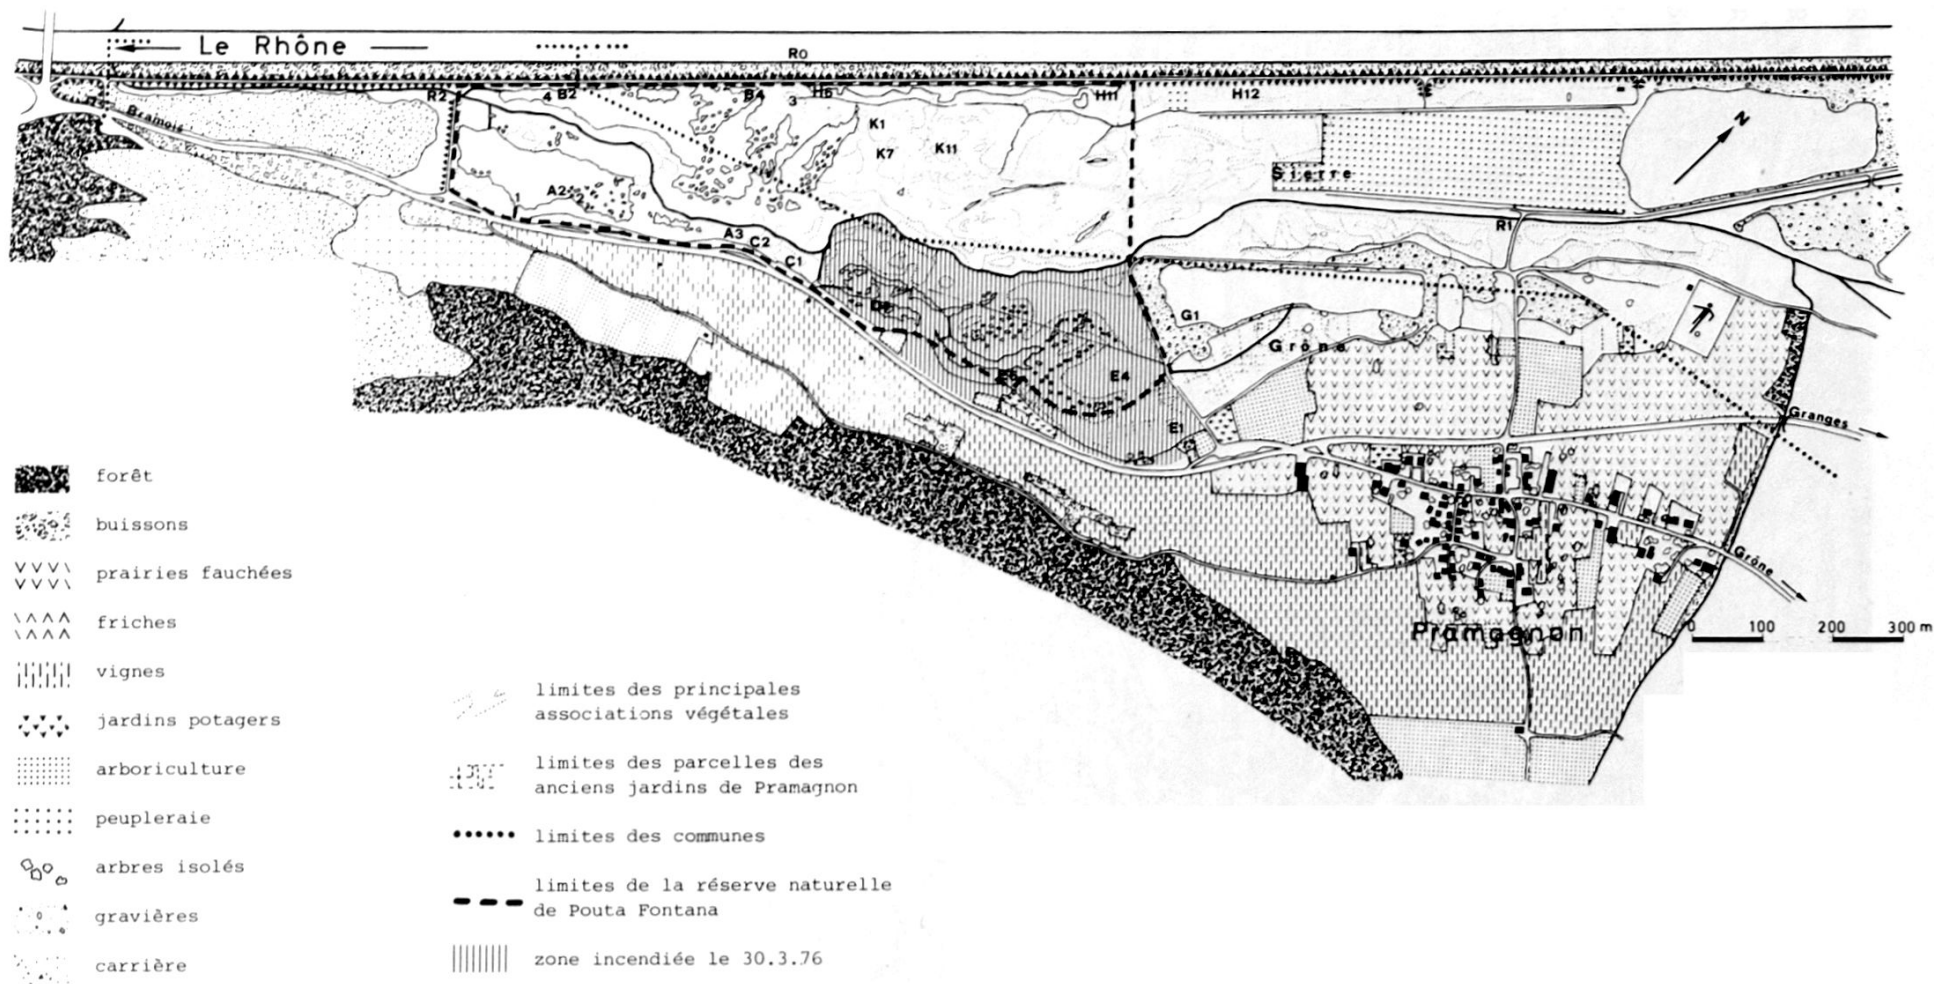 Le Rhône
R0
R2
4
B2
B4
3
H6
H11
H12
Bramois
K1
K7
K11
N
Sierre
1
A2
A3
C2
C1
R1
G1
Grône
E4
E1
Granges
Grône
Pramagnon
0 100 200 300 m
forêt
buissons
prairies fauchées
friches
vignes
jardins potagers
arboriculture
peupleraie
arbres isolés
gravières
carrière
limites des principales
associations végétales
limites des parcelles des
anciens jardins de Pramagnon
limites des communes
limites de la réserve naturelle
de Pouta Fontana
zone incendiée le 30.3.76